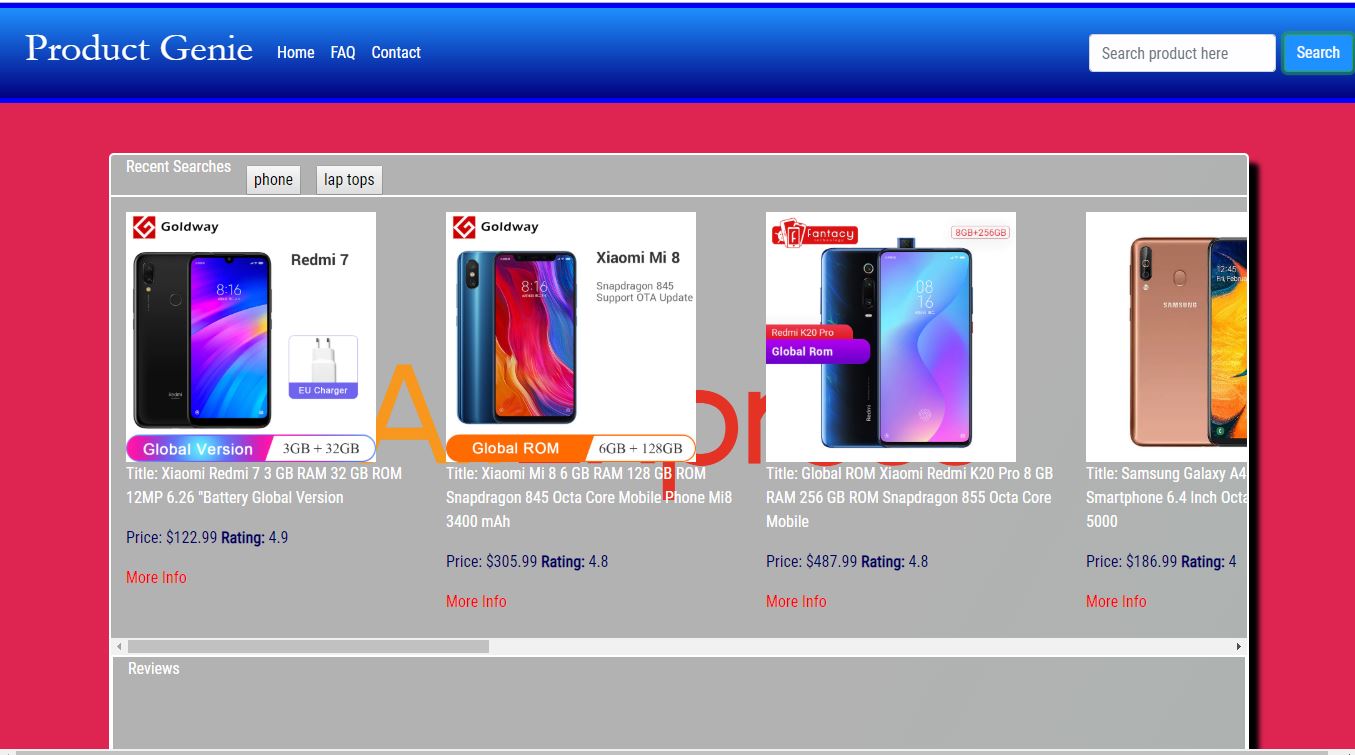 Product Genie
Home
FAQ
Contact
Search product here
Search
Recent Searches
phone
lap tops
Goldway
Redmi 7
8:16
Redmi
EU Charger
Global Version
3GB + 32GB
Title: Xiaomi Redmi 7 3 GB RAM 32 GB ROM
12MP 6.26 "Battery Global Version
Price: $122.99 Rating: 4.9
More Info
Goldway
Xiaomi Mi 8
Snapdragon 845
Support OTA Update
8:16
Global ROM
6GB + 128GB
Title: Xiaomi Mi 8 6 GB RAM 128 GB ROM
Snapdragon 845 Octa Core Mobile Phone Mi8
3400 mAh
Price: $305.99 Rating: 4.8
More Info
Fantacy
technology
8GB+256GB
08
16
Redmi K20 Pro
Global Rom
Redmi
Title: Global ROM Xiaomi Redmi K20 Pro 8 GB
RAM 256 GB ROM Snapdragon 855 Octa Core
Mobile
Price: $487.99 Rating: 4.8
More Info
SAMSUNG
12:45
Fri, Februa
Title: Samsung Galaxy A4
Smartphone 6.4 Inch Octa
5000
Price: $186.99 Rating: 4
More Info
Reviews